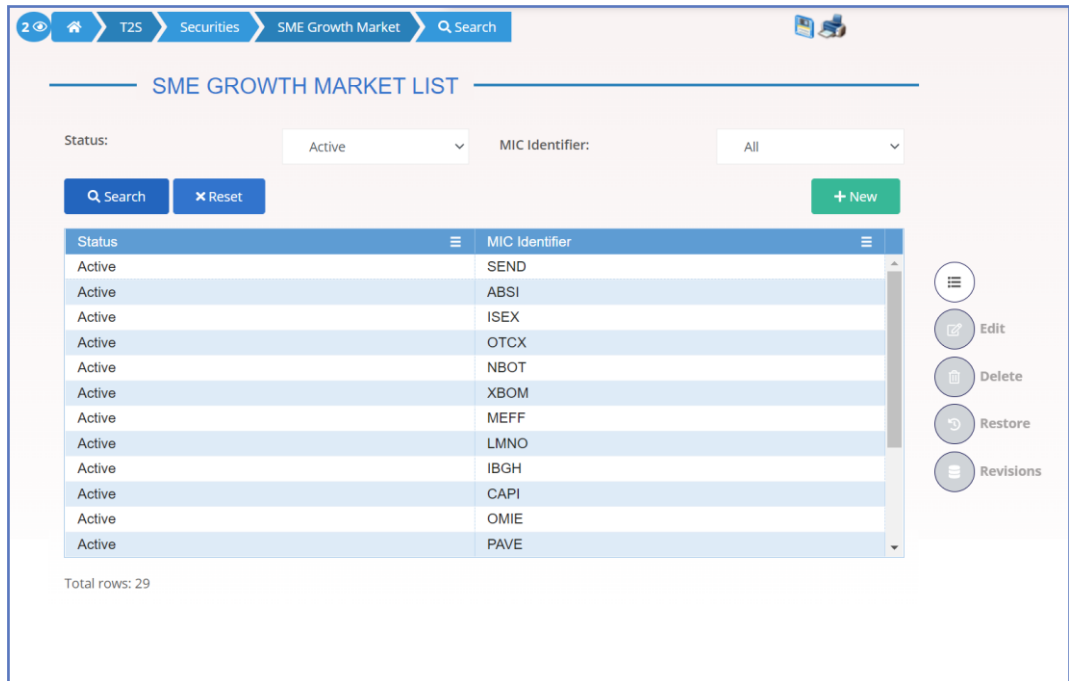 2 T2S Securities SME Growth Market Search
SME GROWTH MARKET LIST
Status: Active MIC Identifier: All
Search Reset New
Status MIC Identifier
Active SEND
Active ABSI
Active ISEX
Active OTCX
Active NBOT
Active XBOM
Active MEFF
Active LMNO
Active IBGH
Active CAPI
Active OMIE
Active PAVE
Edit
Delete
Restore
Revisions
Total rows: 29